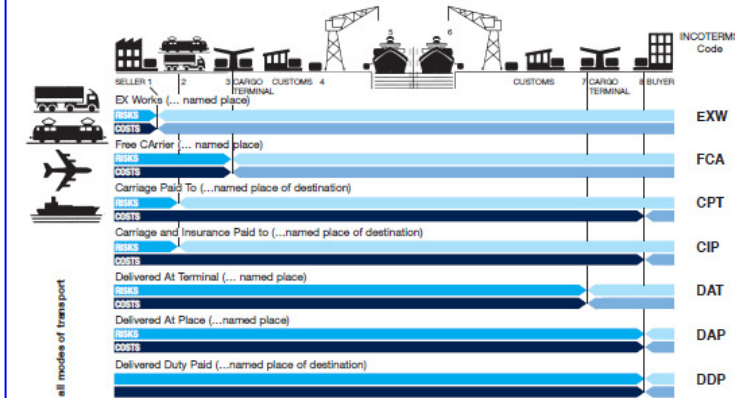 5 6
INCOTERMS
Code
SELLER 1 2 3 CARGO TERMINAL CUSTOMS 4 CUSTOMS 7 CARGO TERMINAL 8 BUYER
EX Works (... named place)
RISKS
COSTS
EXW
Free CArrier (... named place)
RISKS
COSTS
FCA
Carriage Paid To (...named place of destination)
RISKS
COSTS
CPT
Carriage and Insurance Paid to (...named place of destination)
RISKS
COSTS
CIP
Delivered At Terminal (... named place)
RISKS
COSTS
DAT
Delivered At Place (...named place)
RISKS
COSTS
DAP
Delivered Duty Paid (...named place of destination)
DDP
all modes of transport